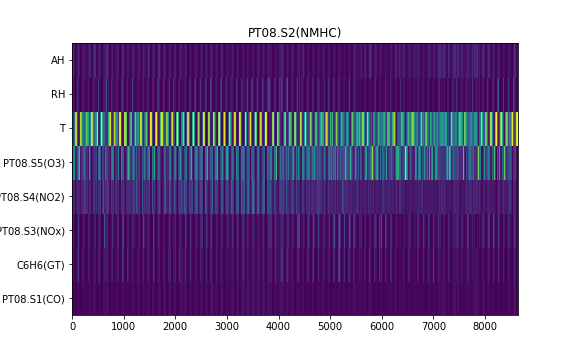 PT08.S2(NMHC)
AH
RH
T
PT08.S5(O3)
PT08.S4(NO2)
PT08.S3(NOx)
C6H6(GT)
PT08.S1(CO)
0 1000 2000 3000 4000 5000 6000 7000 8000